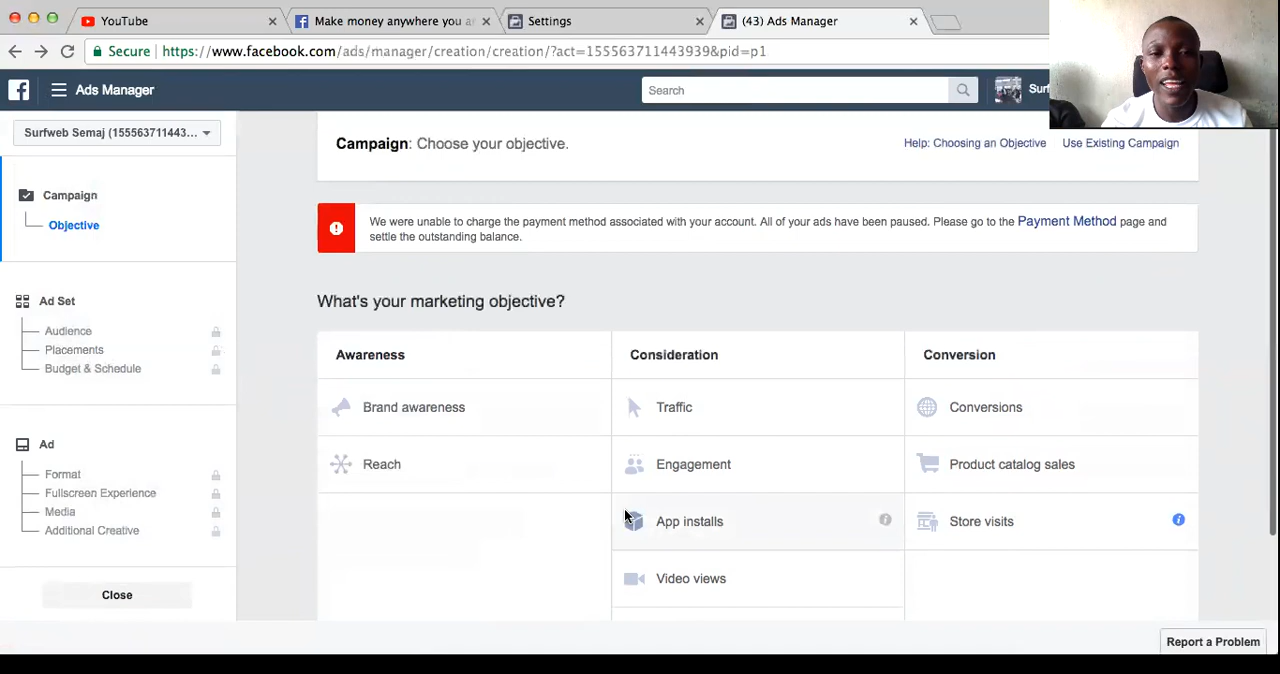 YouTube
Make money anywhere you a
Settings
(43) Ads Manager
Secure
https://www.facebook.com/ads/manager/creation/creation/?act=155563711443939&pid=p1
Ads Manager
Search
Surf
Surfweb Semaj (155563711443...
Campaign: Choose your objective.
Help: Choosing an Objective
Use Existing Campaign
Campaign
Objective
We were unable to charge the payment method associated with your account. All of your ads have been paused. Please go to the Payment Method page and
settle the outstanding balance.
Ad Set
Audience
Placements
Budget & Schedule
What's your marketing objective?
Awareness
Consideration
Conversion
Brand awareness
Traffic
Conversions
Reach
Engagement
Product catalog sales
App installs
Store visits
Video views
Ad
Format
Fullscreen Experience
Media
Additional Creative
Close
Report a Problem